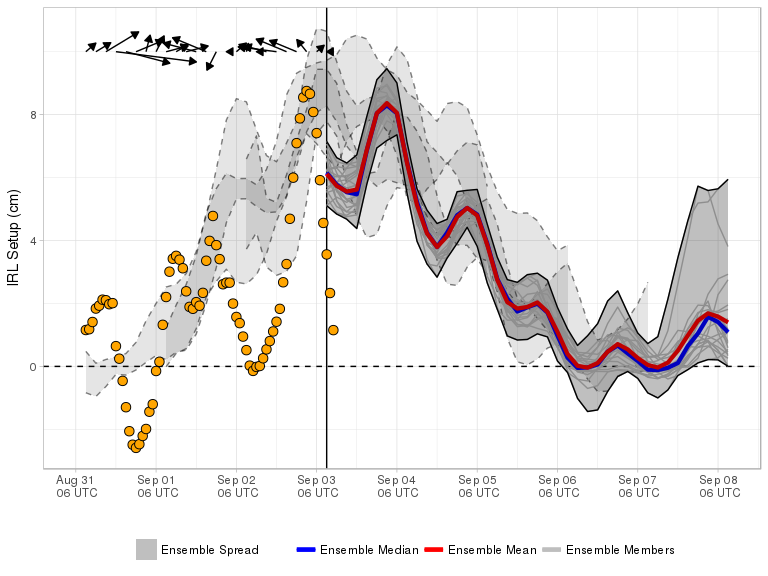 IRL Setup (cm)
8
4
0
Aug 31 Sep 01 Sep 02 Sep 03 Sep 04 Sep 05 Sep 06 Sep 07 Sep 08
06 UTC 06 UTC 06 UTC 06 UTC 06 UTC 06 UTC 06 UTC 06 UTC 06 UTC
Ensemble Spread Ensemble Median Ensemble Mean Ensemble Members